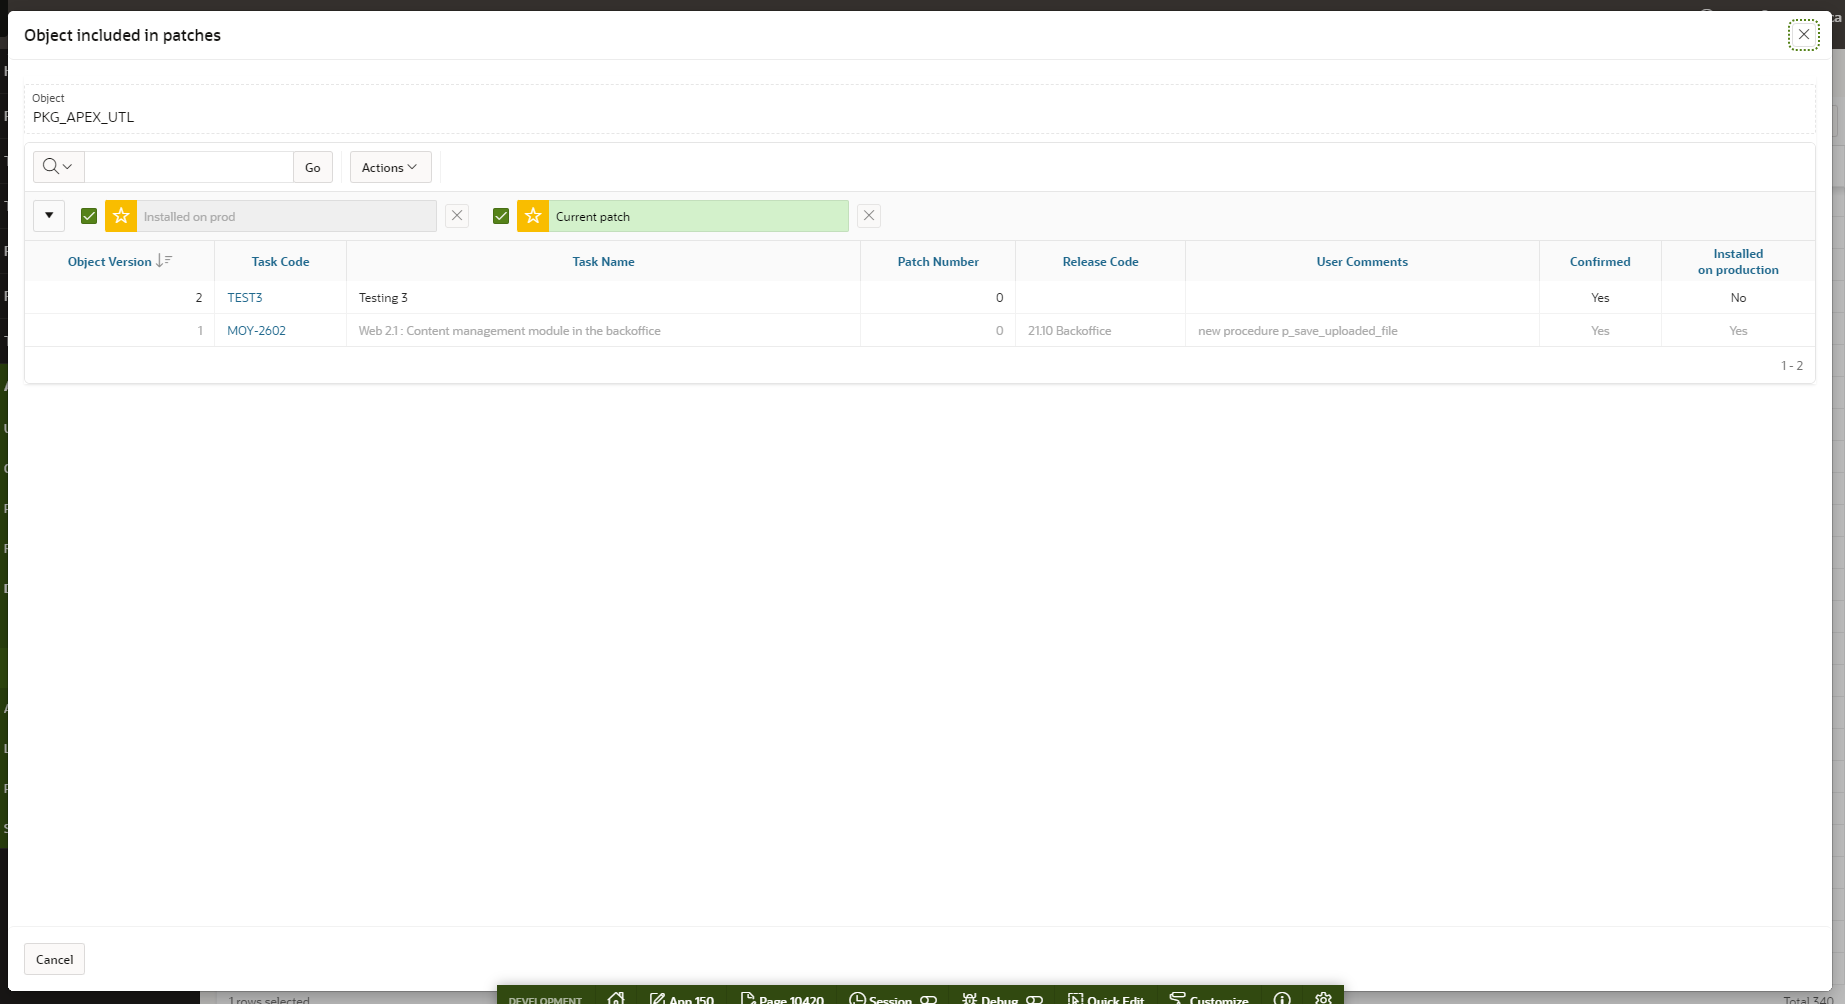 Object included in patches
Object
PKG_APEX_UTL
Go
Actions
Installed on prod
Current patch
Object Version
Task Code
Task Name
Patch Number
Release Code
User Comments
Confirmed
Installed
on production
2 TEST3 Testing 3 0 Yes No
1 MOY-2602 Web 2.1 : Content management module in the backoffice 0 21.10 Backoffice new procedure p_save_uploaded_file Yes Yes
1 - 2
Cancel
1 rows selected
Total 340
DEVELOPMENT
App 150
Page 10420
Session
Debug
Quick Edit
Customize